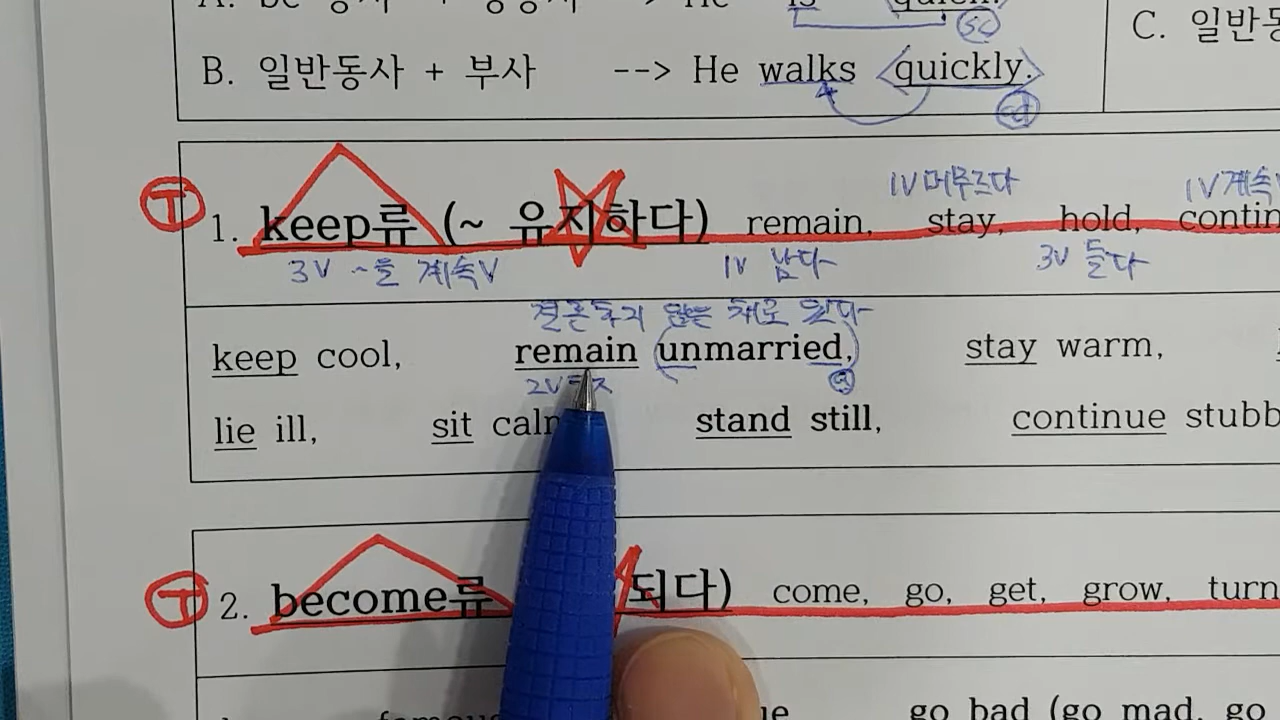 He
B. 일반동사 + 부사 --> He walks quickly.
C. 일반동
1V 머무르다 1V 계속V
T 1. keep류 (~ 유지하다) remain, stay, hold, contin
3V ~을 계속V 1V 남다 3V 들다
결혼하지 않은 채로 있다
keep cool, remain unmarried, stay warm,
2V a
lie ill, sit calm stand still, continue stubb
T 2. become류 되다) come, go, get, grow, turn
go bad (go mad, go